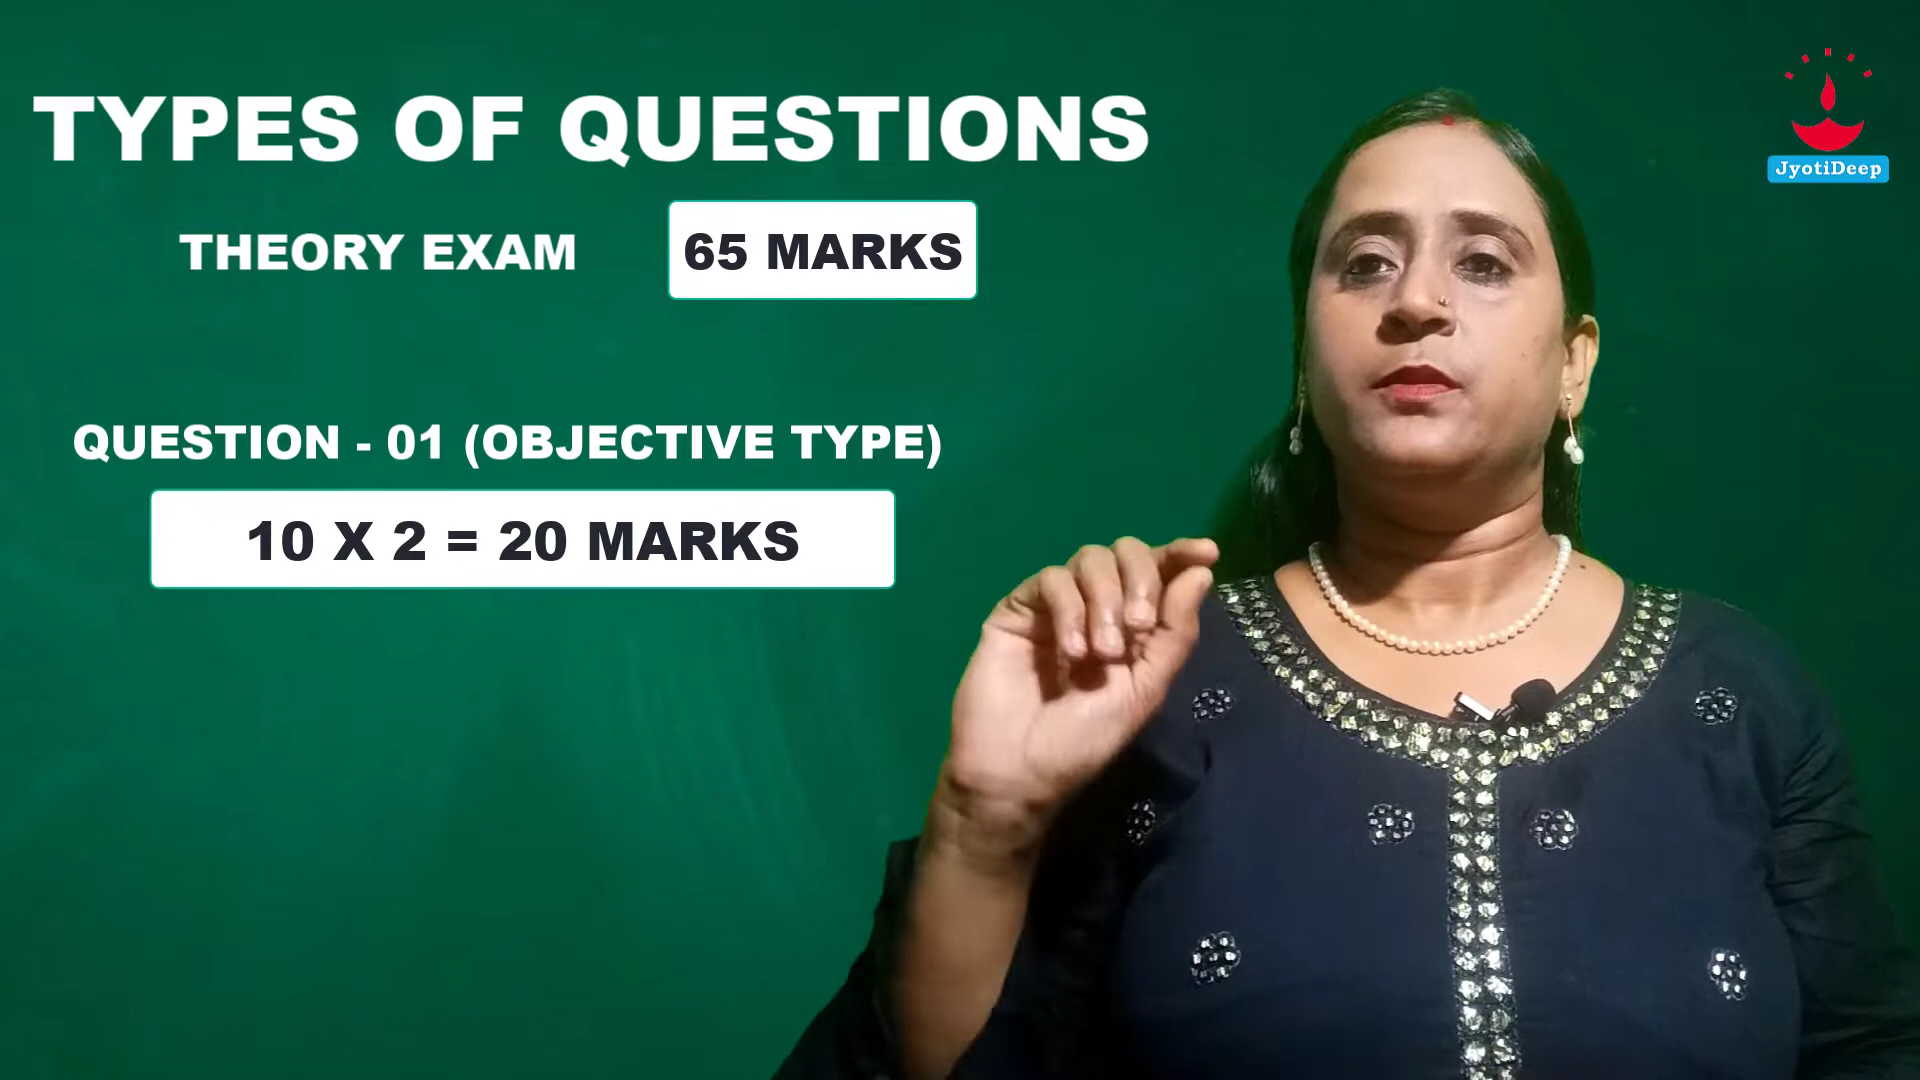 TYPES OF QUESTIONS
THEORY EXAM 65 MARKS
QUESTION - 01 (OBJECTIVE TYPE)
10 X 2 = 20 MARKS
JyotiDeep